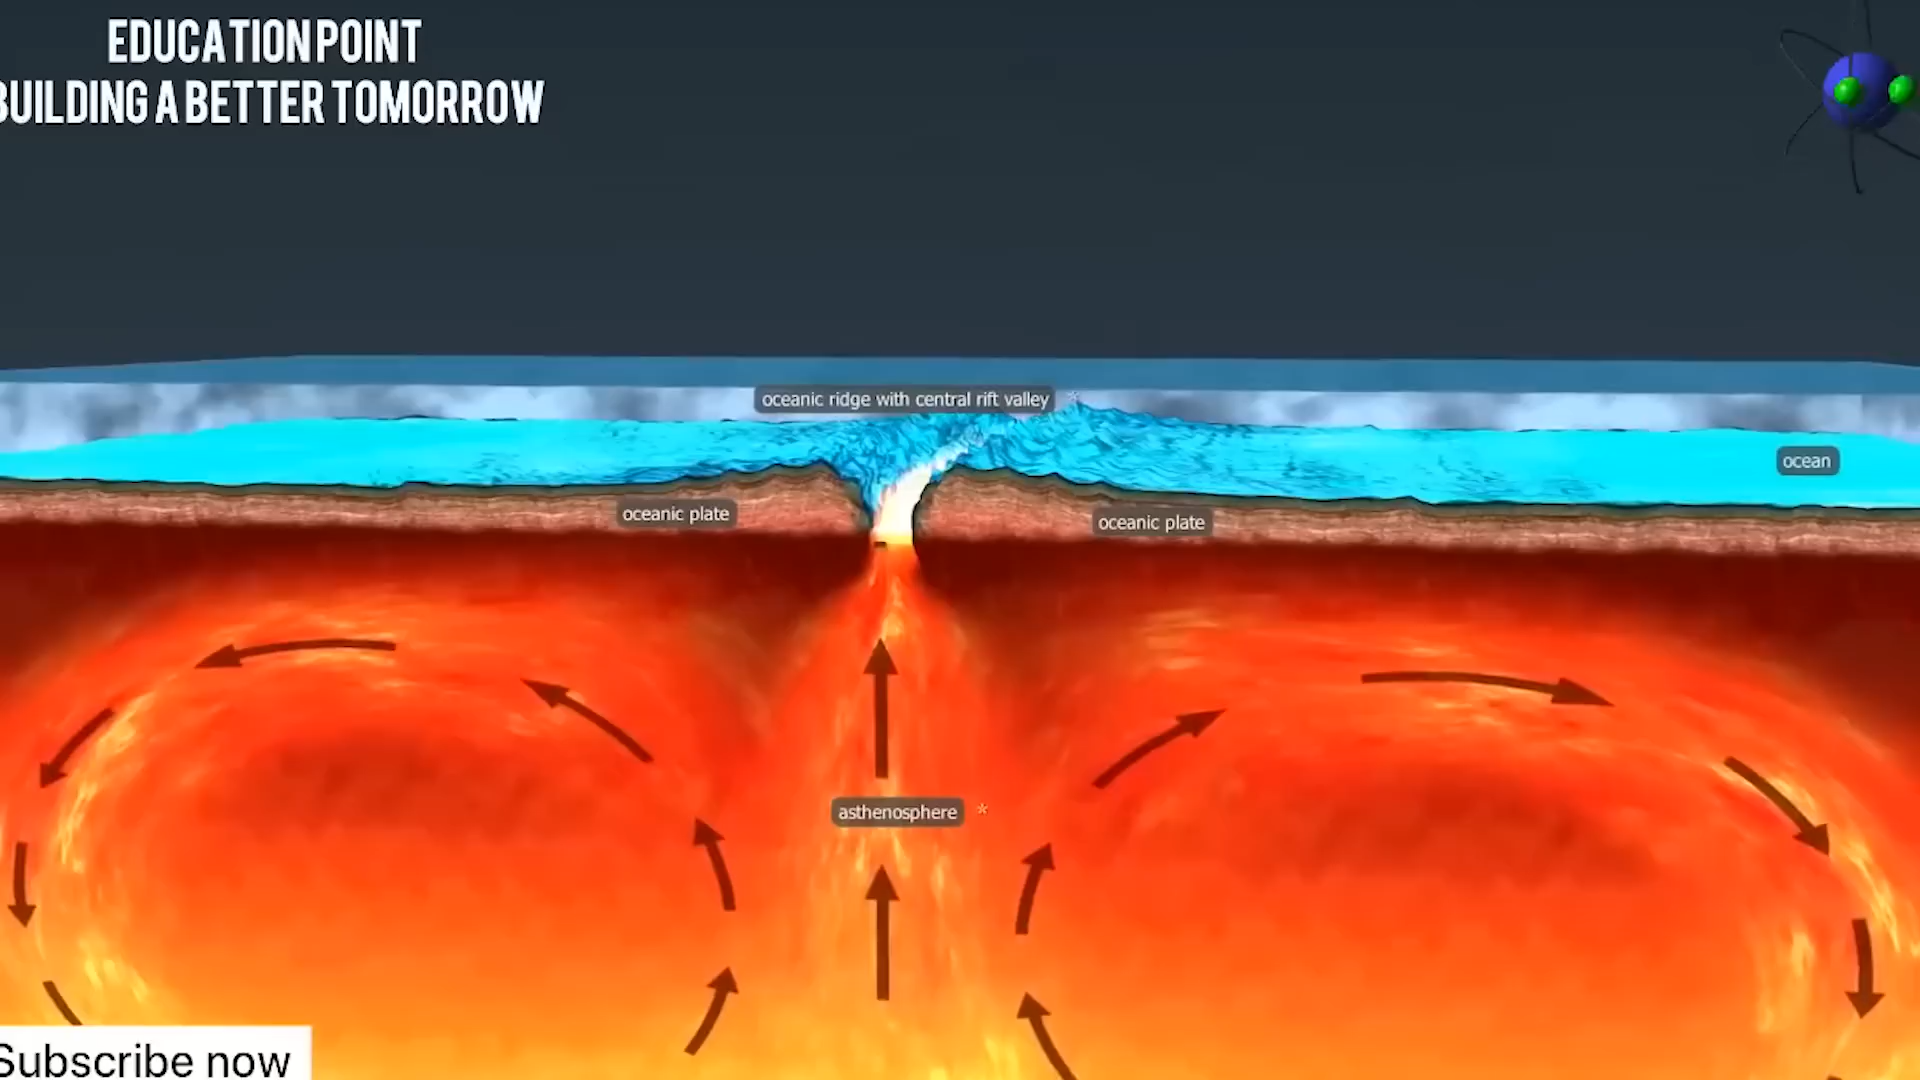 EDUCATION POINT
BUILDING A BETTER TOMORROW
oceanic ridge with central rift valley
ocean
oceanic plate
oceanic plate
asthenosphere *
Subscribe now